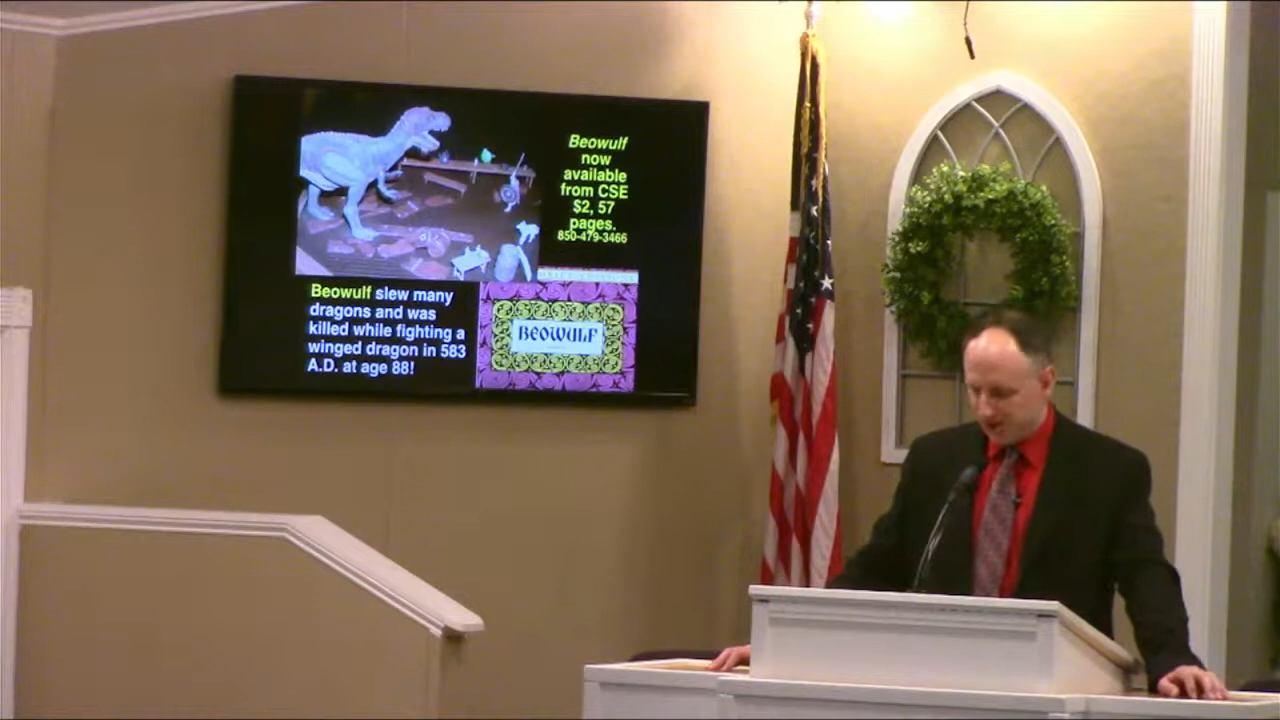 Beowulf
now
available
from CSE
$2, 57
pages.
850-479-3466
Beowulf slew many
dragons and was
killed while fighting a
winged dragon in 583
A.D. at age 88!
BEOWULF